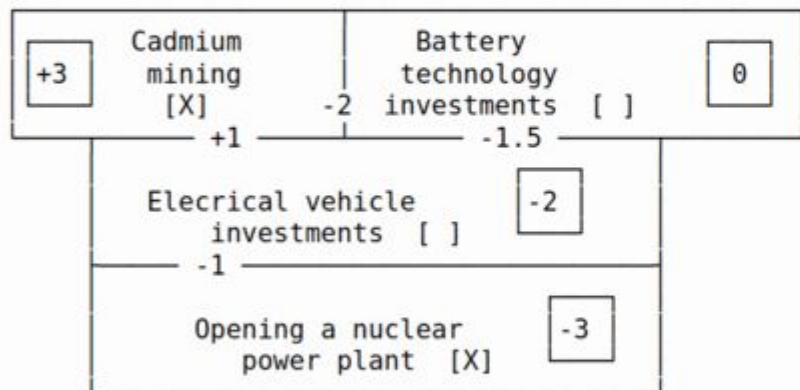 Cadmium Battery
+3 mining technology 0
[X] -2 investments [ ]
+1 -1.5
Elecrical vehicle -2
investments [ ]
-1
Opening a nuclear -3
power plant [X]